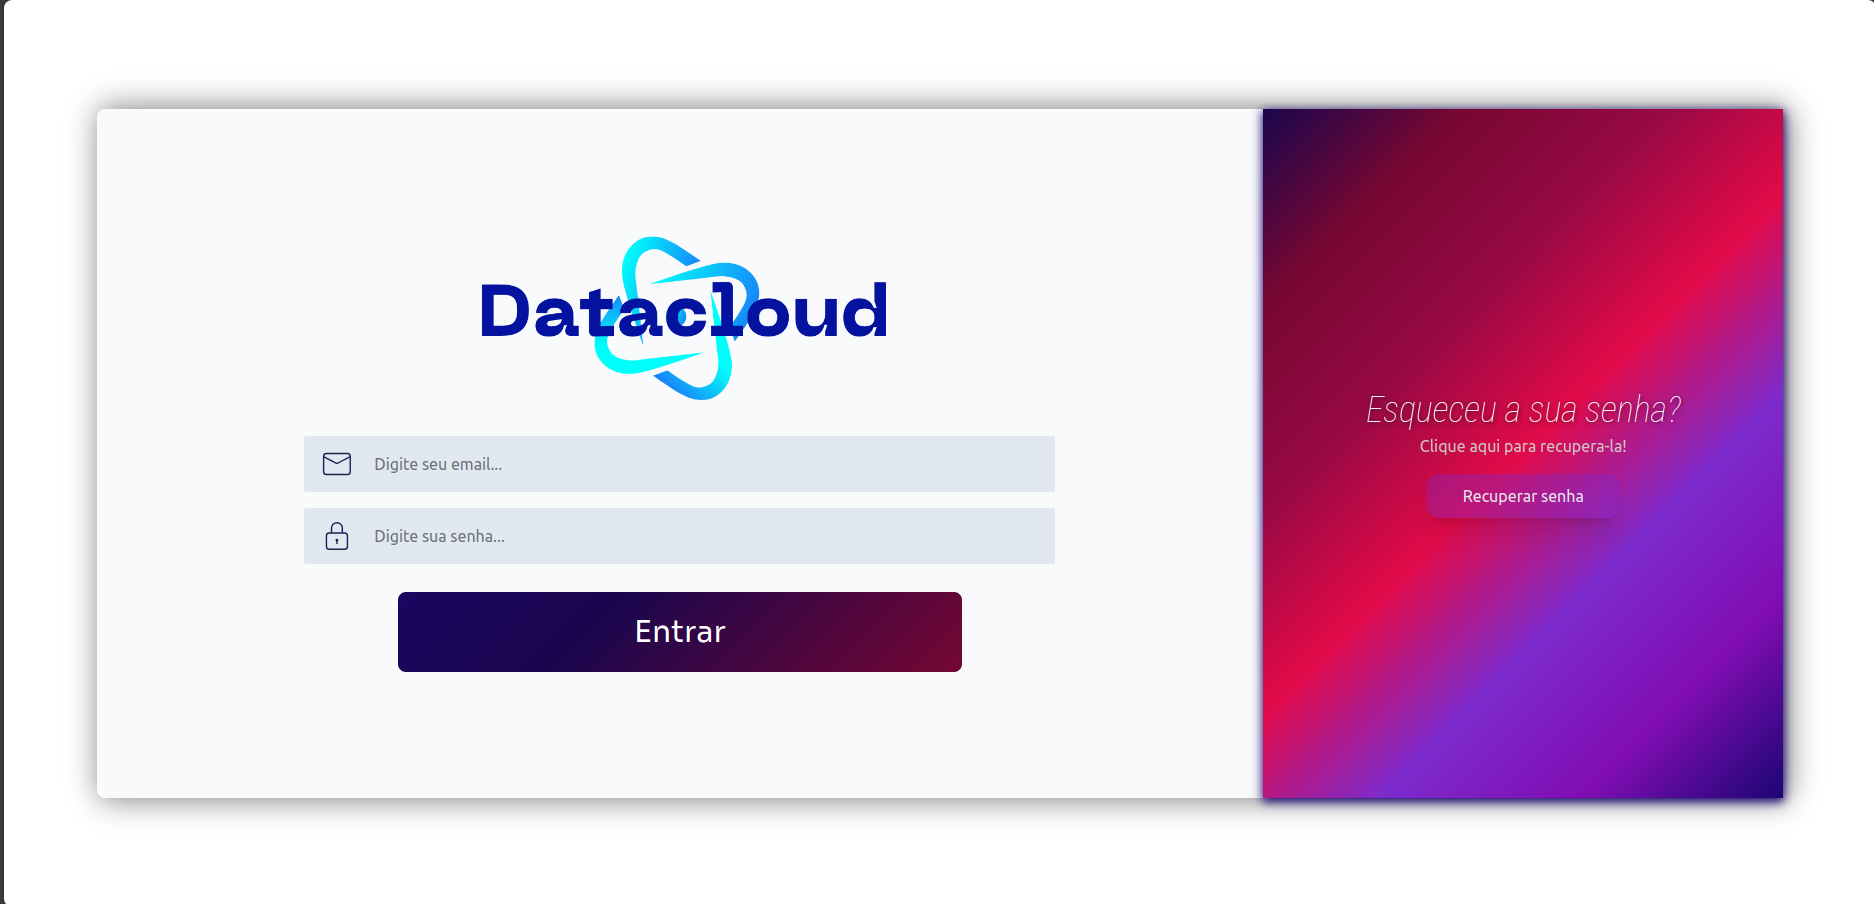 Datacloud
Digite seu email...
Digite sua senha...
Entrar
Esqueceu a sua senha?
Clique aqui para recupera-la!
Recuperar senha